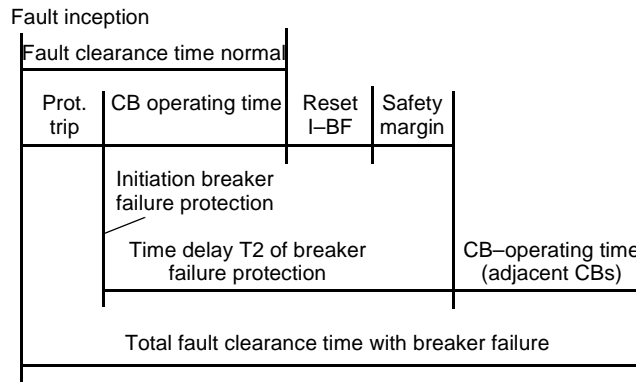 Fault inception
Fault clearance time normal
Prot.
trip
CB operating time
Reset
I–BF
Safety
margin
Initiation breaker
failure protection
Time delay T2 of breaker
failure protection
CB–operating time
(adjacent CBs)
Total fault clearance time with breaker failure